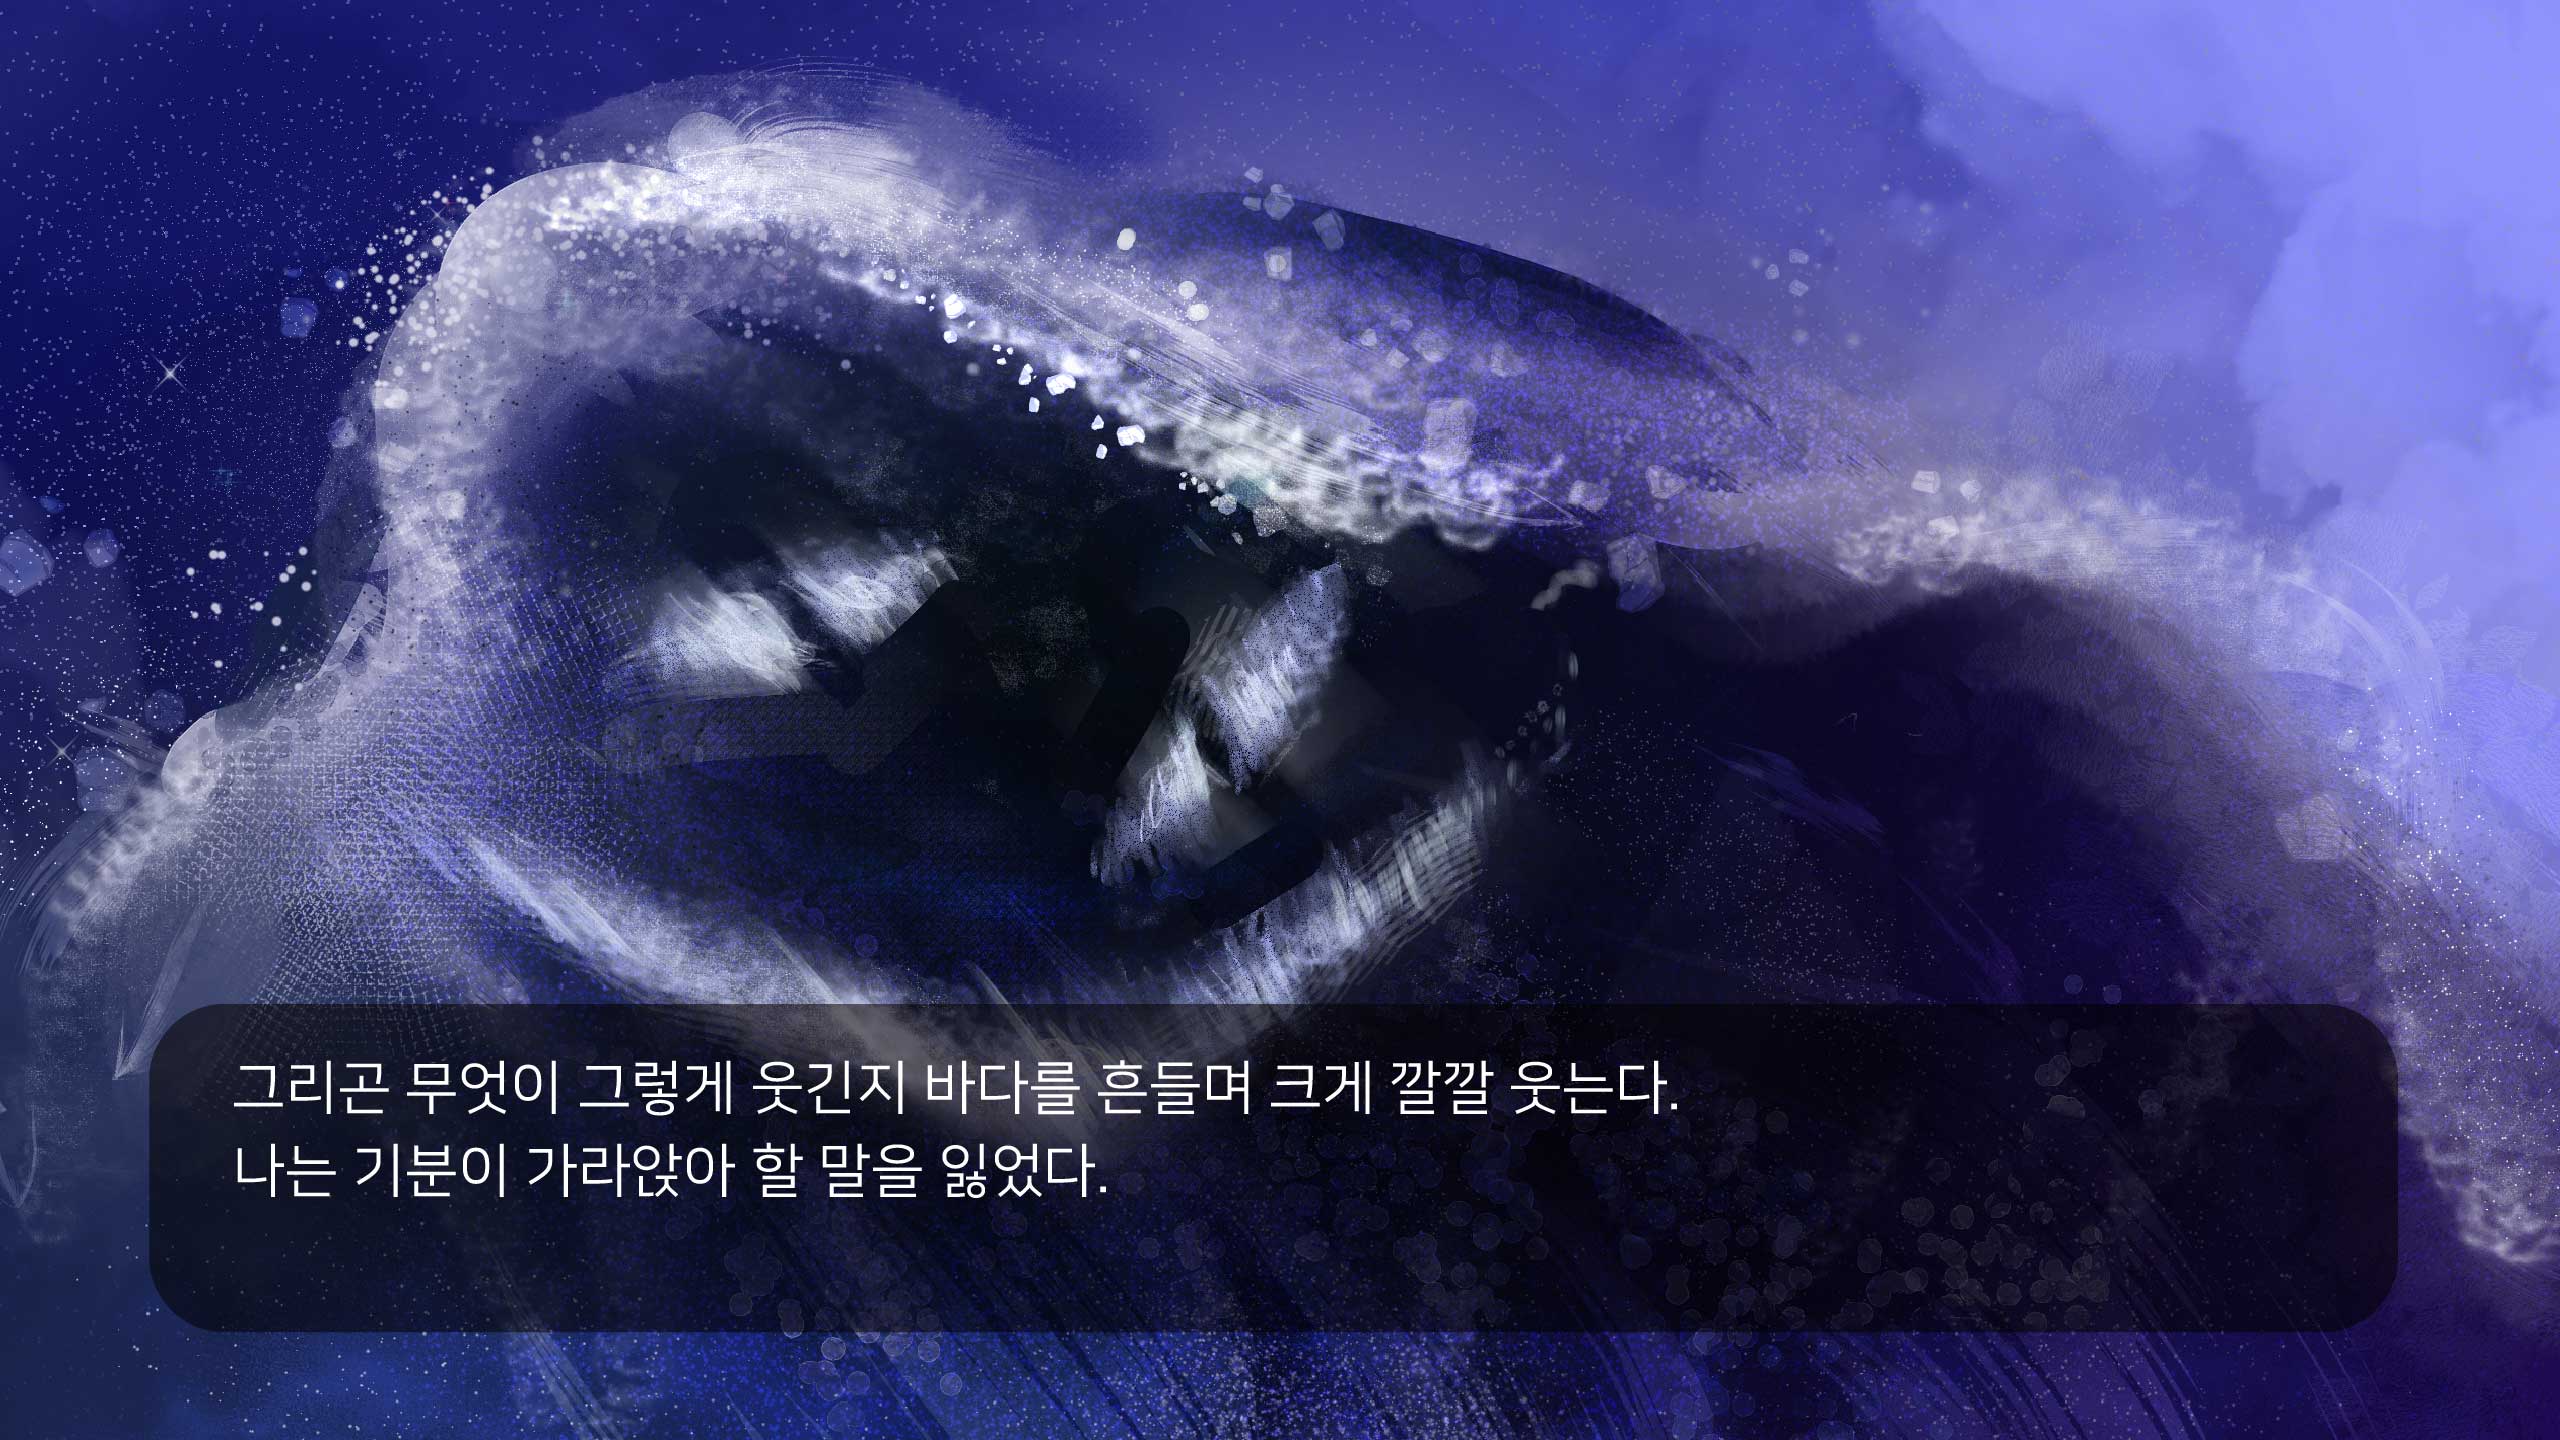 그리곤 무엇이 그렇게 웃긴지 바다를 흔들며 크게 깔깔 웃는다.
나는 기분이 가라앉아 할 말을 잃었다.